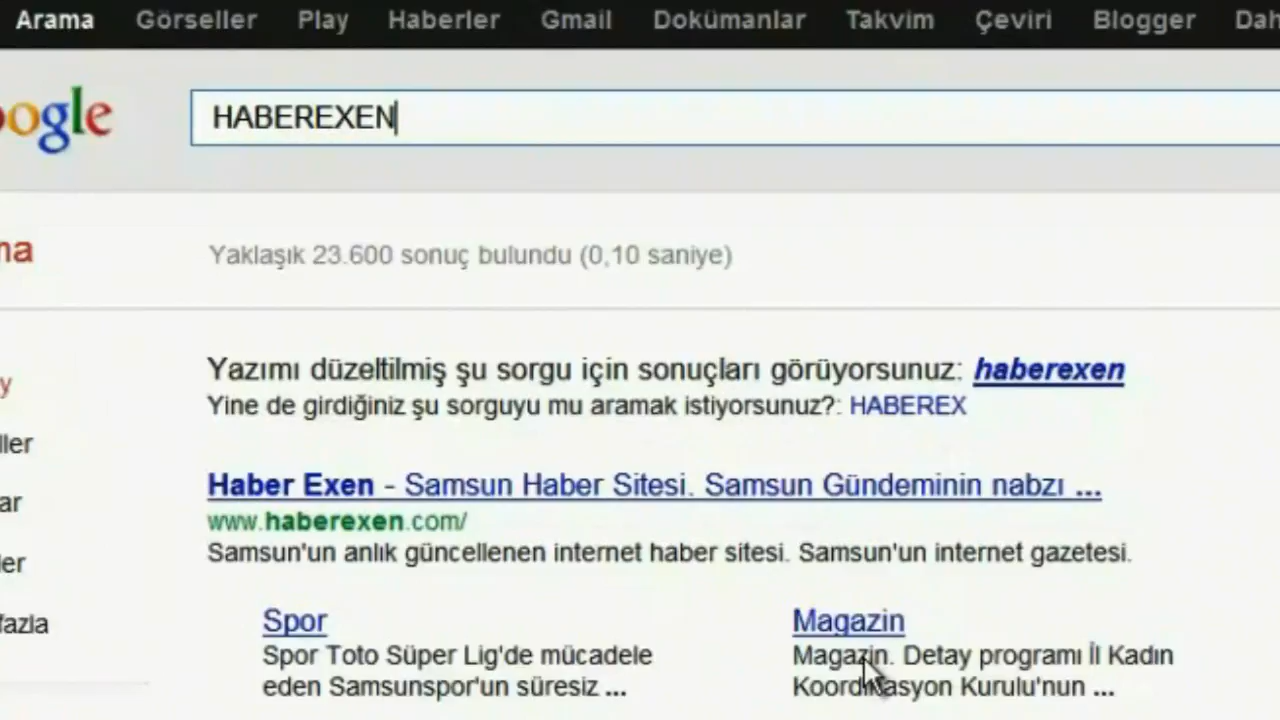 Arama Görseller Play Haberler Gmail Dokümanlar Takvim Çeviri Blogger
HABEREXEN
Yaklaşık 23.600 sonuç bulundu (0,10 saniye)
Yazımı düzeltilmiş şu sorgu için sonuçları görüyorsunuz: haberexen
Yine de girdiğiniz şu sorguyu mu aramak istiyorsunuz?: HABEREX
Haber Exen - Samsun Haber Sitesi. Samsun Gündeminin nabzı ...
www.haberexen.com/
Samsun'un anlık güncellenen internet haber sitesi. Samsun'un internet gazetesi.
Spor
Spor Toto Süper Lig'de mücadele
eden Samsunspor'un süresiz ...
Magazin
Magazin. Detay programı İl Kadın
Koordinasyon Kurulu'nun ...